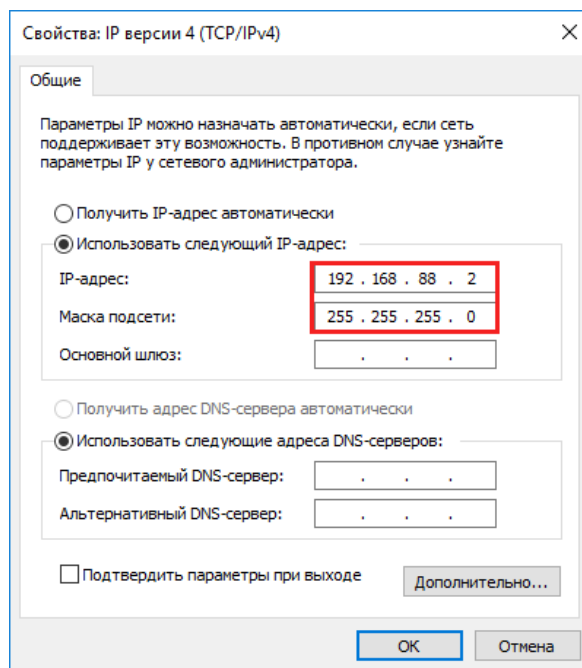 Свойства: IP версии 4 (TCP/IPv4)
Общие
Параметры IP можно назначать автоматически, если сеть
поддерживает эту возможность. В противном случае узнайте
параметры IP у сетевого администратора.
Получить IP-адрес автоматически
Использовать следующий IP-адрес:
IP-адрес: 192 . 168 . 88 . 2
Маска подсети: 255 . 255 . 255 . 0
Основной шлюз: . . .
Получить адрес DNS-сервера автоматически
Использовать следующие адреса DNS-серверов:
Предпочитаемый DNS-сервер: . . .
Альтернативный DNS-сервер: . . .
Подтвердить параметры при выходе
Дополнительно...
ОК Отмена